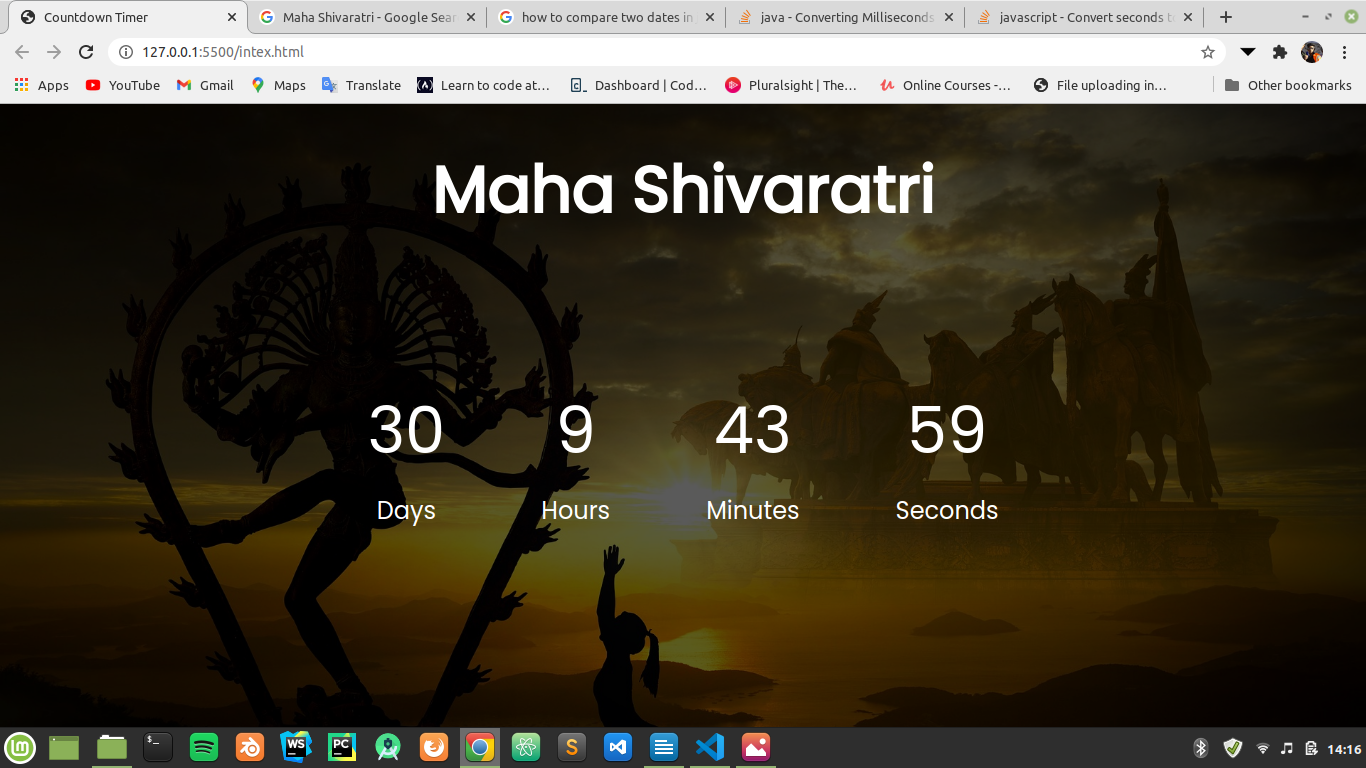 Countdown Timer
Maha Shivaratri - Google Sear
how to compare two dates in
java - Converting Milliseconds
javascript - Convert seconds t
127.0.0.1:5500/intex.html
Apps
YouTube
Gmail
Maps
Translate
Learn to code at…
Dashboard | Cod…
Pluralsight | The…
Online Courses -…
File uploading in…
Other bookmarks
Maha Shivaratri
30 9 43 59
Days Hours Minutes Seconds
14:16